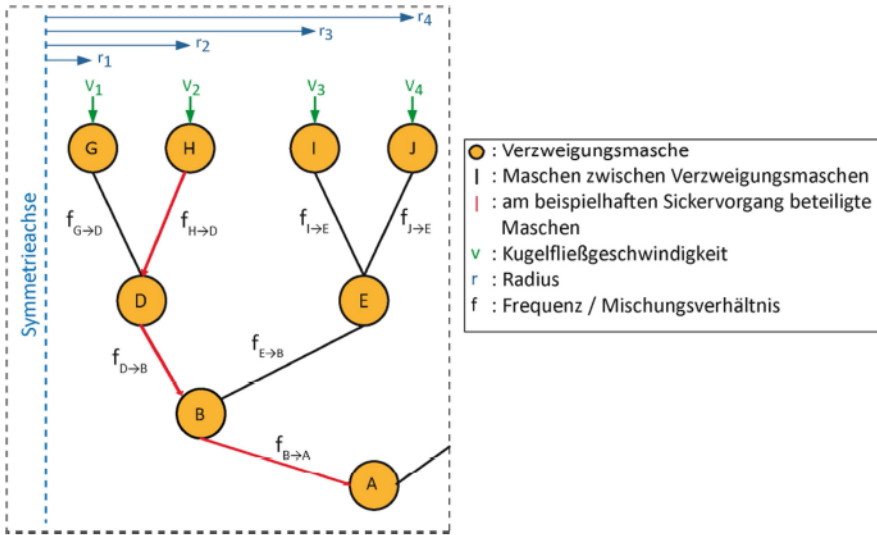 r4
r3
r2
r1
v1 v2 v3 v4
G H I J
fG→D fH→D fI→E fJ→E
Symmetrieachse
D E
fD→B fE→B
B
fB→A
A
: Verzweigungsmasche
: Maschen zwischen Verzweigungsmaschen
: am beispielhaften Sickervorgang beteiligte
Maschen
v : Kugelfließgeschwindigkeit
r : Radius
f : Frequenz / Mischungsverhältnis